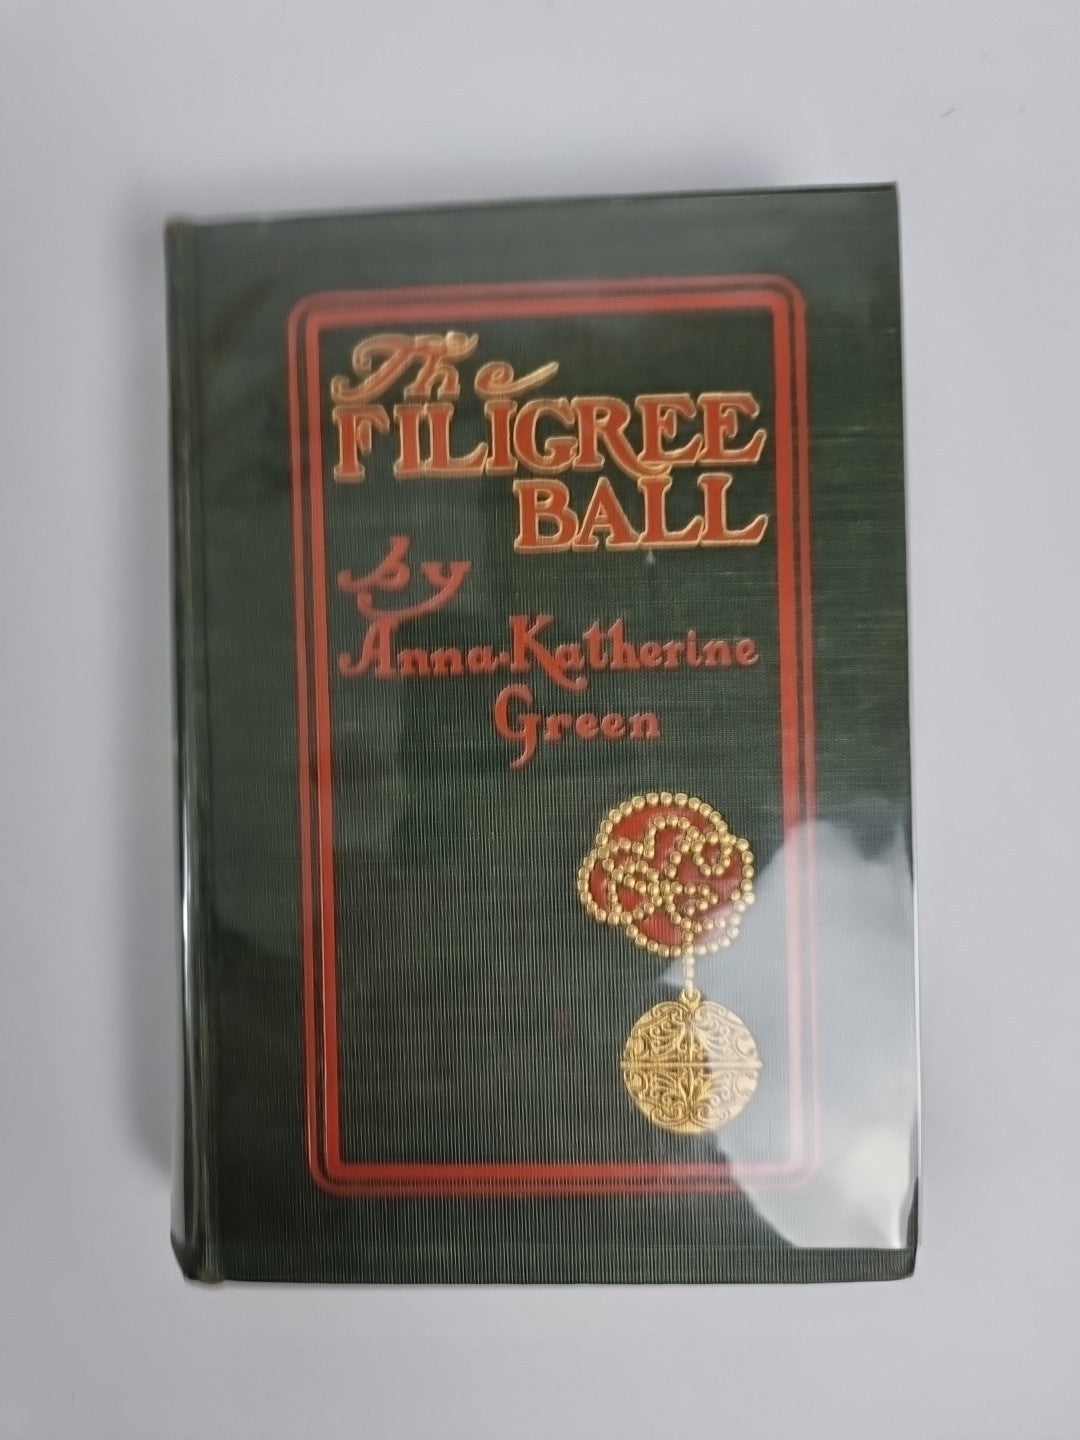 The
FILIGREE
BALL
by
Anna·Katherine
Green